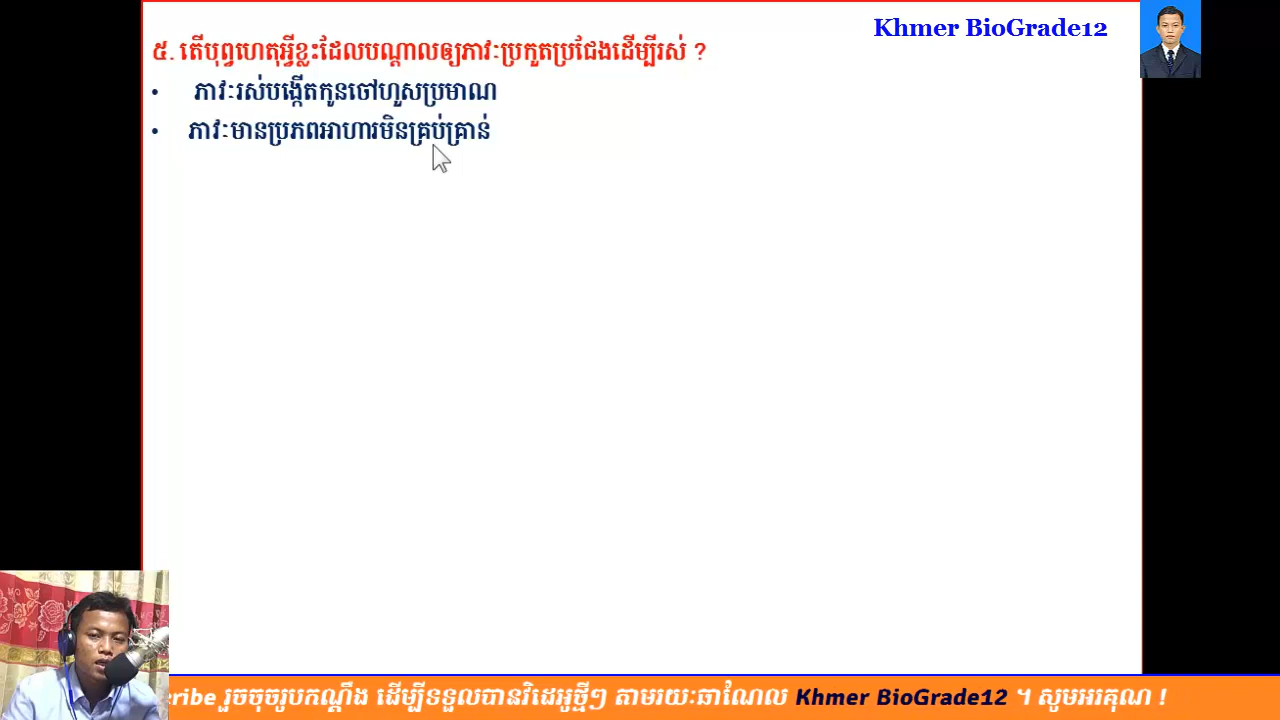 Khmer BioGrade12
៥. តើបុព្វហេតុអ្វីខ្លះដែលបណ្ដាលឲ្យភាវៈប្រកួតប្រជែងដើម្បីរស់ ?
• ភាវៈរស់បង្កើតកូនចៅហួសប្រមាណ
• ភាវៈមានប្រភពអាហារមិនគ្រប់គ្រាន់
cribe រួចចុចរូបកណ្ដឹង ដើម្បីទទួលបានវិដេអូថ្មីៗ តាមរយៈឆាណែល Khmer BioGrade12 ។ សូមអរគុណ !